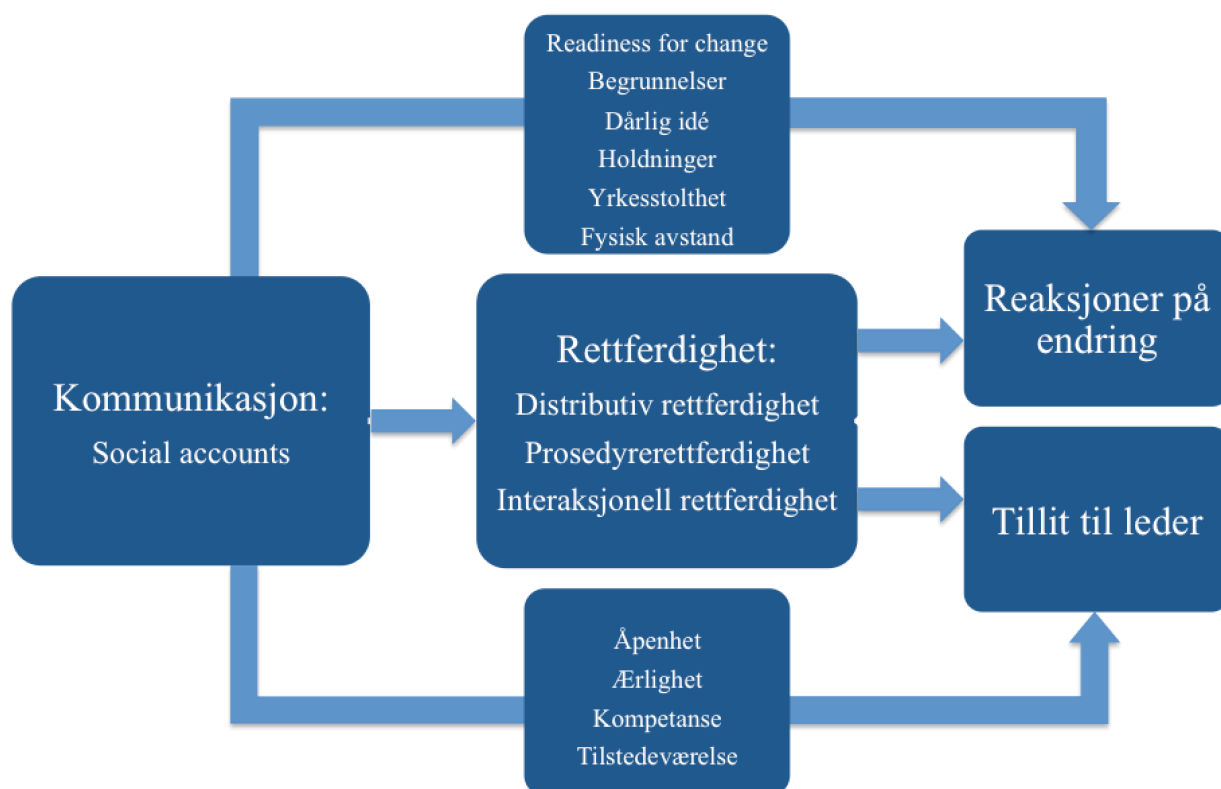 Readiness for change
Begrunnelser
Dårlig idé
Holdninger
Yrkesstolthet
Fysisk avstand
Kommunikasjon:
Social accounts
Rettferdighet:
Distributiv rettferdighet
Prosedyrerettferdighet
Interaksjonell rettferdighet
Reaksjoner på
endring
Tillit til leder
Åpenhet
Ærlighet
Kompetanse
Tilstedeværelse